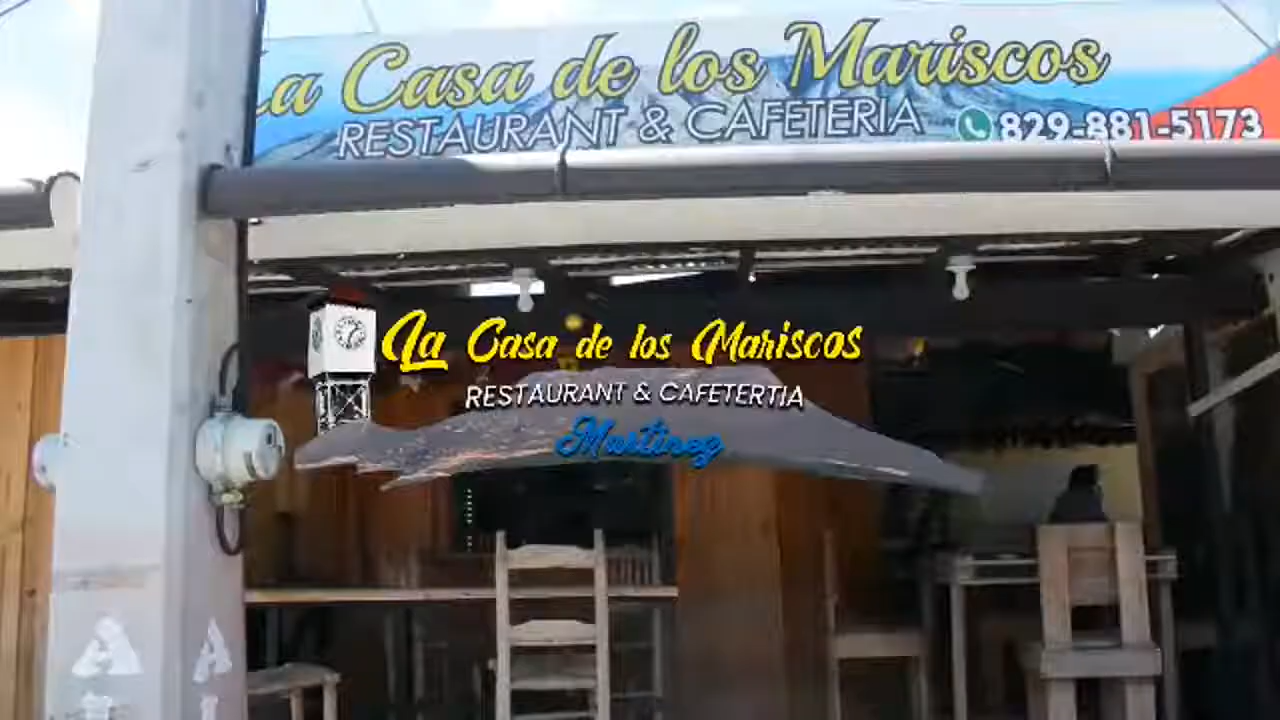 La Casa de los Mariscos
RESTAURANT & CAFETERIA
829-881-5173
La Casa de los Mariscos
RESTAURANT & CAFETERTIA
Martinez